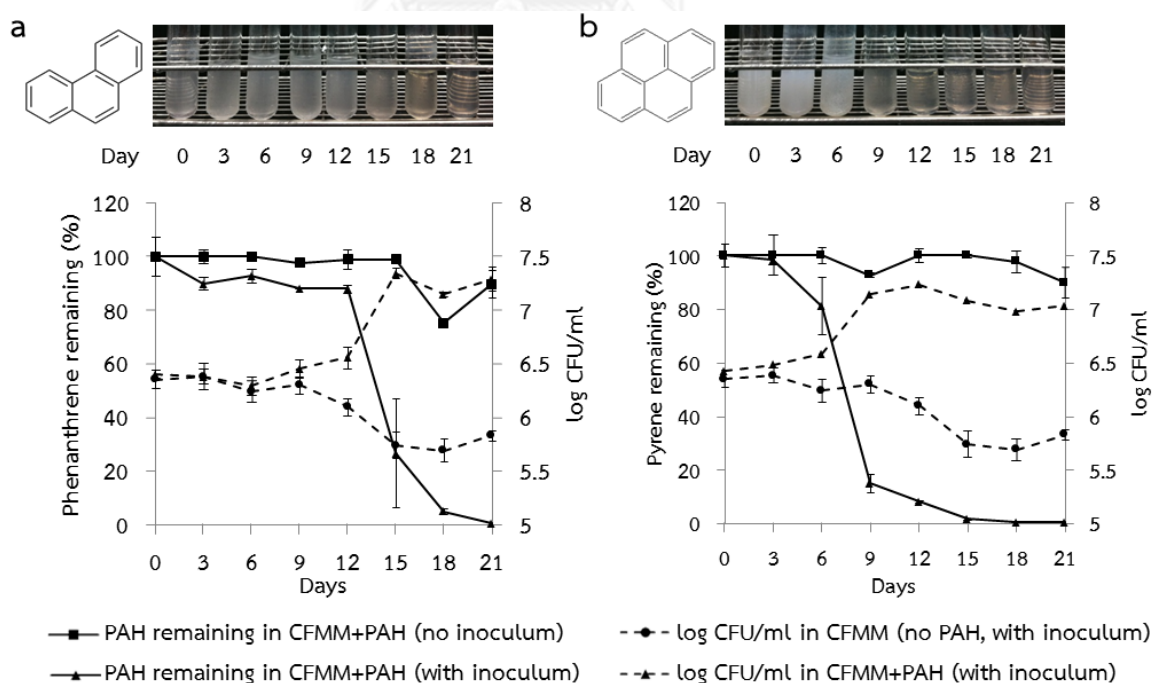 a
Day 0 3 6 9 12 15 18 21
Phenanthrene remaining (%)
120
100
80
60
40
20
0
8
7.5
7
6.5
6
5.5
5
log CFU/ml
0 3 6 9 12 15 18 21
Days
b
Day 0 3 6 9 12 15 18 21
Pyrene remaining (%)
120
100
80
60
40
20
0
8
7.5
7
6.5
6
5.5
5
log CFU/ml
0 3 6 9 12 15 18 21
Days
PAH remaining in CFMM+PAH (no inoculum)
log CFU/ml in CFMM (no PAH, with inoculum)
PAH remaining in CFMM+PAH (with inoculum)
log CFU/ml in CFMM+PAH (with inoculum)